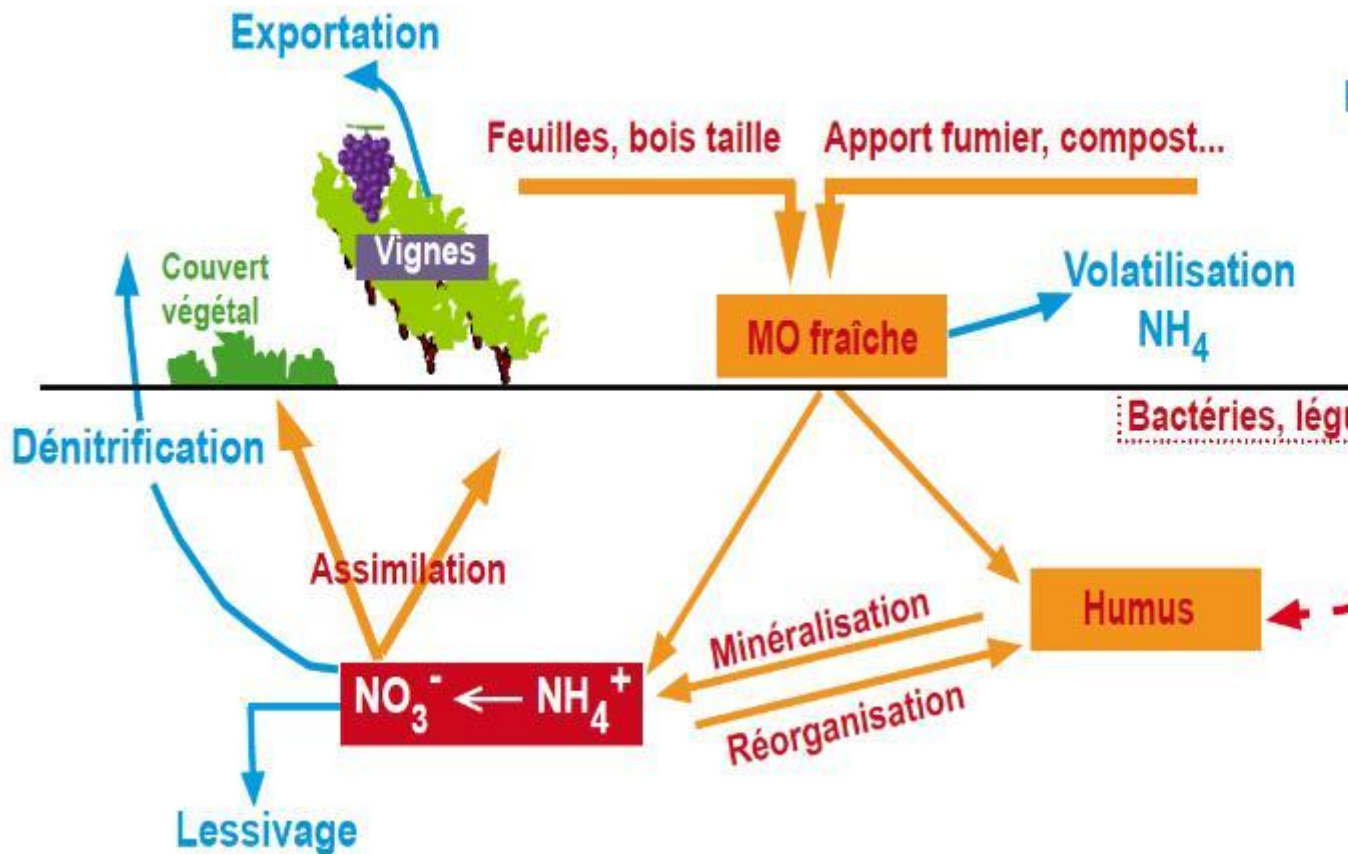 Exportation
Feuilles, bois taille
Apport fumier, compost...
Vignes
Couvert
végétal
Volatilisation
NH₄
MO fraîche
Bactéries,
Dénitrification
Assimilation
Humus
Minéralisation
Réorganisation
NO₃⁻ ← NH₄⁺
Lessivage